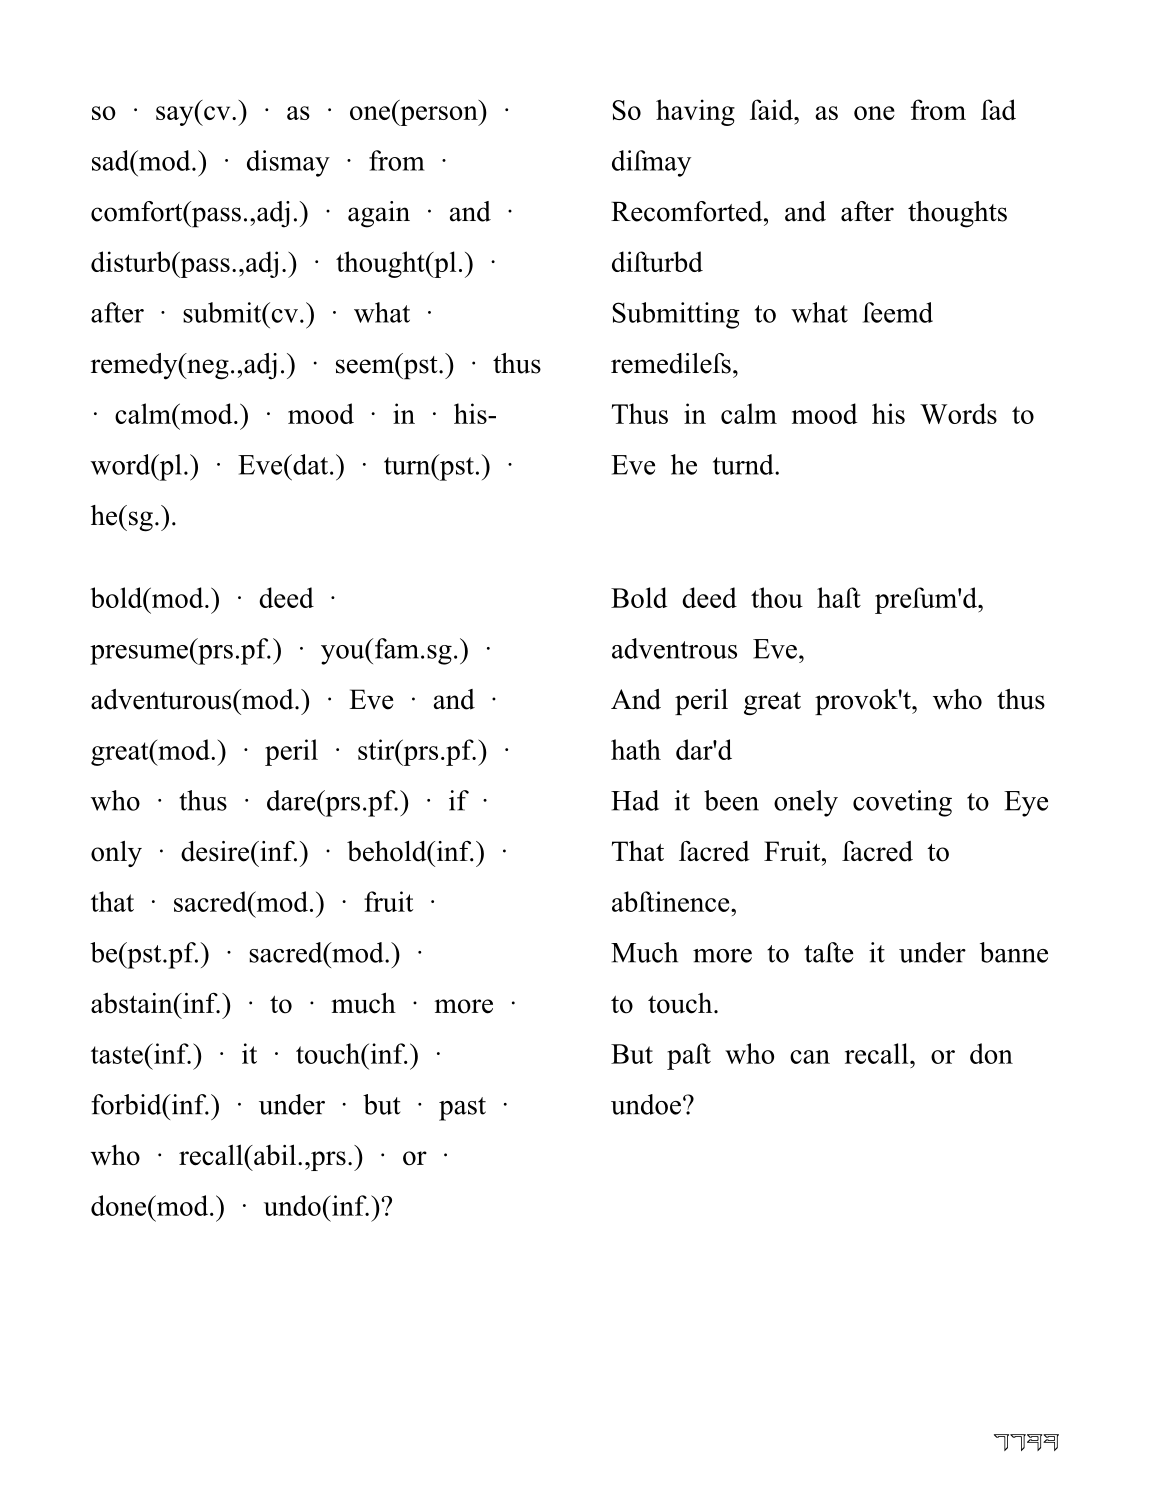 so · say(cv.) · as · one(person) ·
sad(mod.) · dismay · from ·
comfort(pass.,adj.) · again · and ·
disturb(pass.,adj.) · thought(pl.) ·
after · submit(cv.) · what ·
remedy(neg.,adj.) · seem(pst.) · thus
· calm(mod.) · mood · in · his-
word(pl.) · Eve(dat.) · turn(pst.) ·
he(sg.).
So having ſaid, as one from ſad
diſmay
Recomforted, and after thoughts
diſturbd
Submitting to what ſeemd
remedileſs,
Thus in calm mood his Words to
Eve he turnd.
bold(mod.) · deed ·
presume(prs.pf.) · you(fam.sg.) ·
adventurous(mod.) · Eve · and ·
great(mod.) · peril · stir(prs.pf.) ·
who · thus · dare(prs.pf.) · if ·
only · desire(inf.) · behold(inf.) ·
that · sacred(mod.) · fruit ·
be(pst.pf.) · sacred(mod.) ·
abstain(inf.) · to · much · more ·
taste(inf.) · it · touch(inf.) ·
forbid(inf.) · under · but · past ·
who · recall(abil.,prs.) · or ·
done(mod.) · undo(inf.)?
Bold deed thou haſt preſum'd,
adventrous Eve,
And peril great provok't, who thus
hath dar'd
Had it been onely coveting to Eye
That ſacred Fruit, ſacred to
abſtinence,
Much more to taſte it under banne
to touch.
But paſt who can recall, or don
undoe?